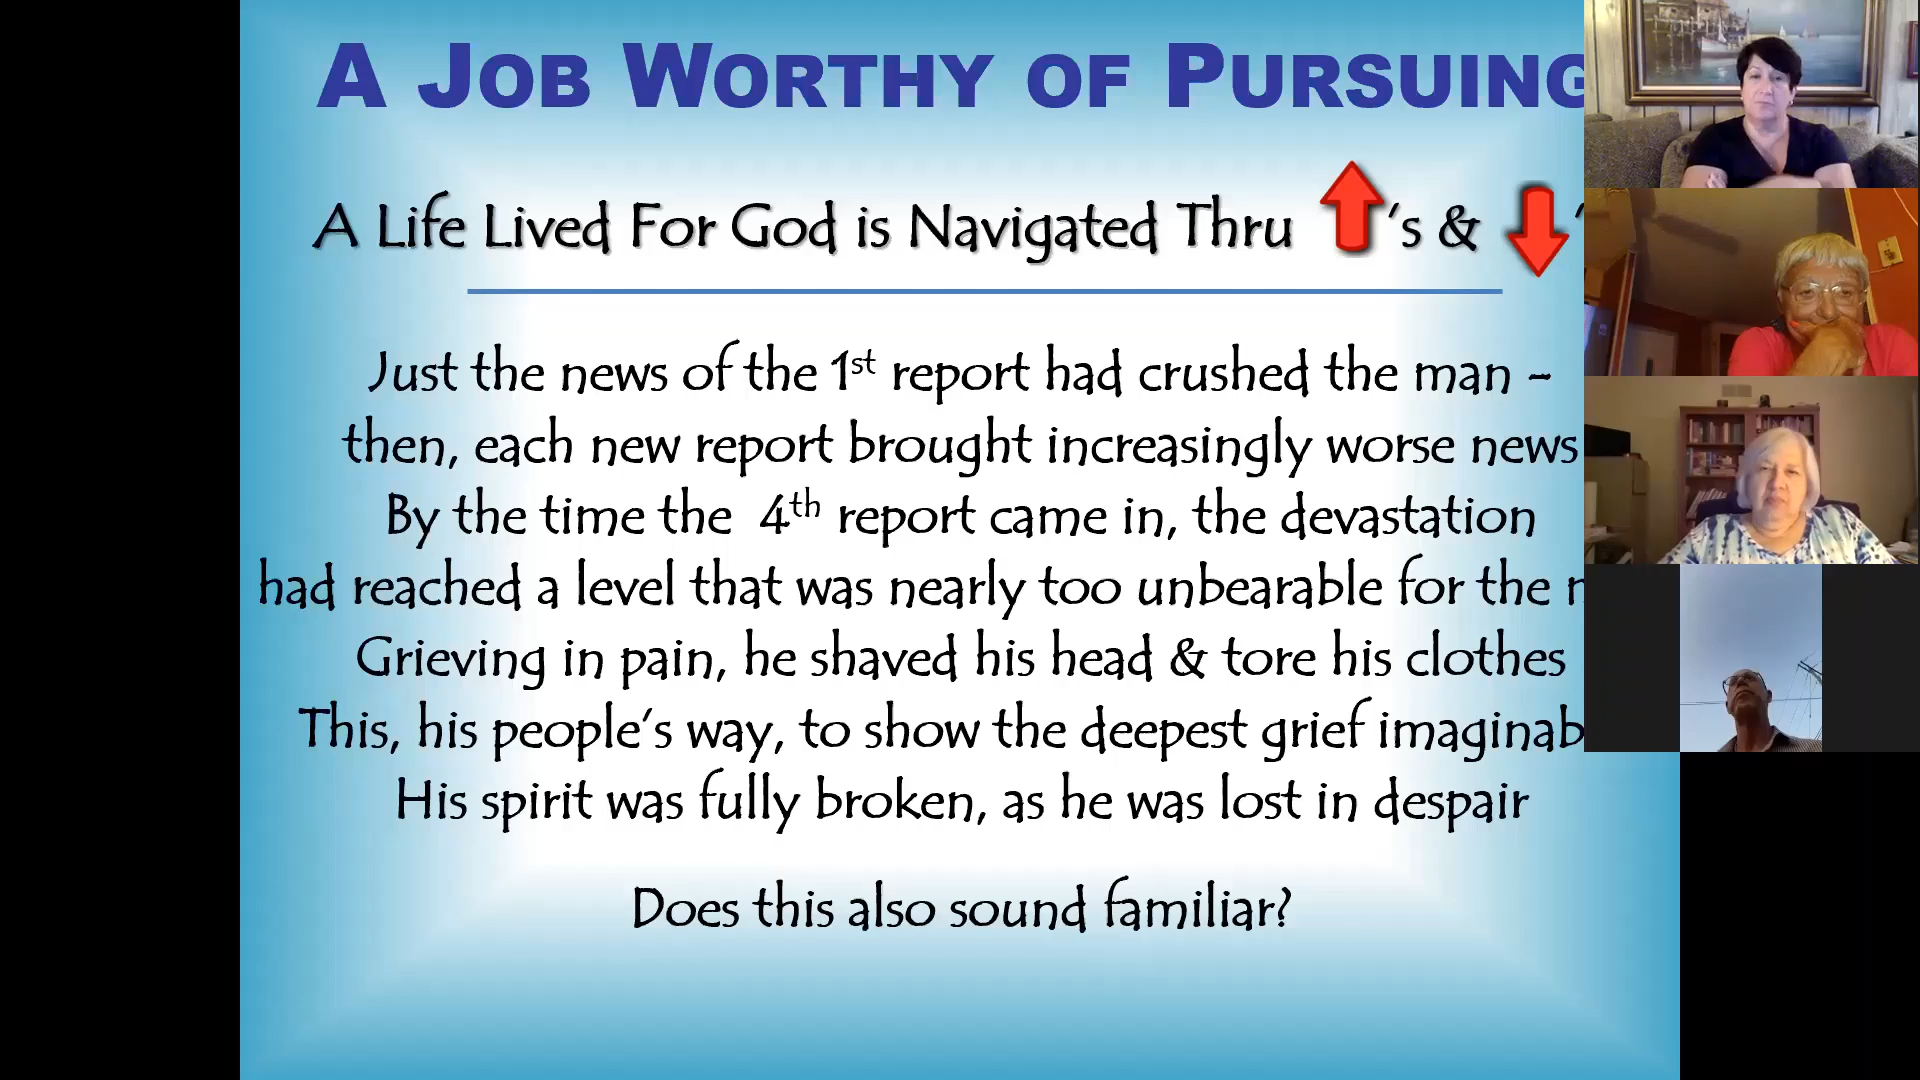 A JOB WORTHY OF PURSUING
A Life Lived For God is Navigated Thru 's & '
Just the news of the 1st report had crushed the man –
then, each new report brought increasingly worse news
By the time the 4th report came in, the devastation
had reached a level that was nearly too unbearable for the
Grieving in pain, he shaved his head & tore his clothes
This, his people's way, to show the deepest grief
His spirit was fully broken, as he was lost in despair
Does this also sound familiar?